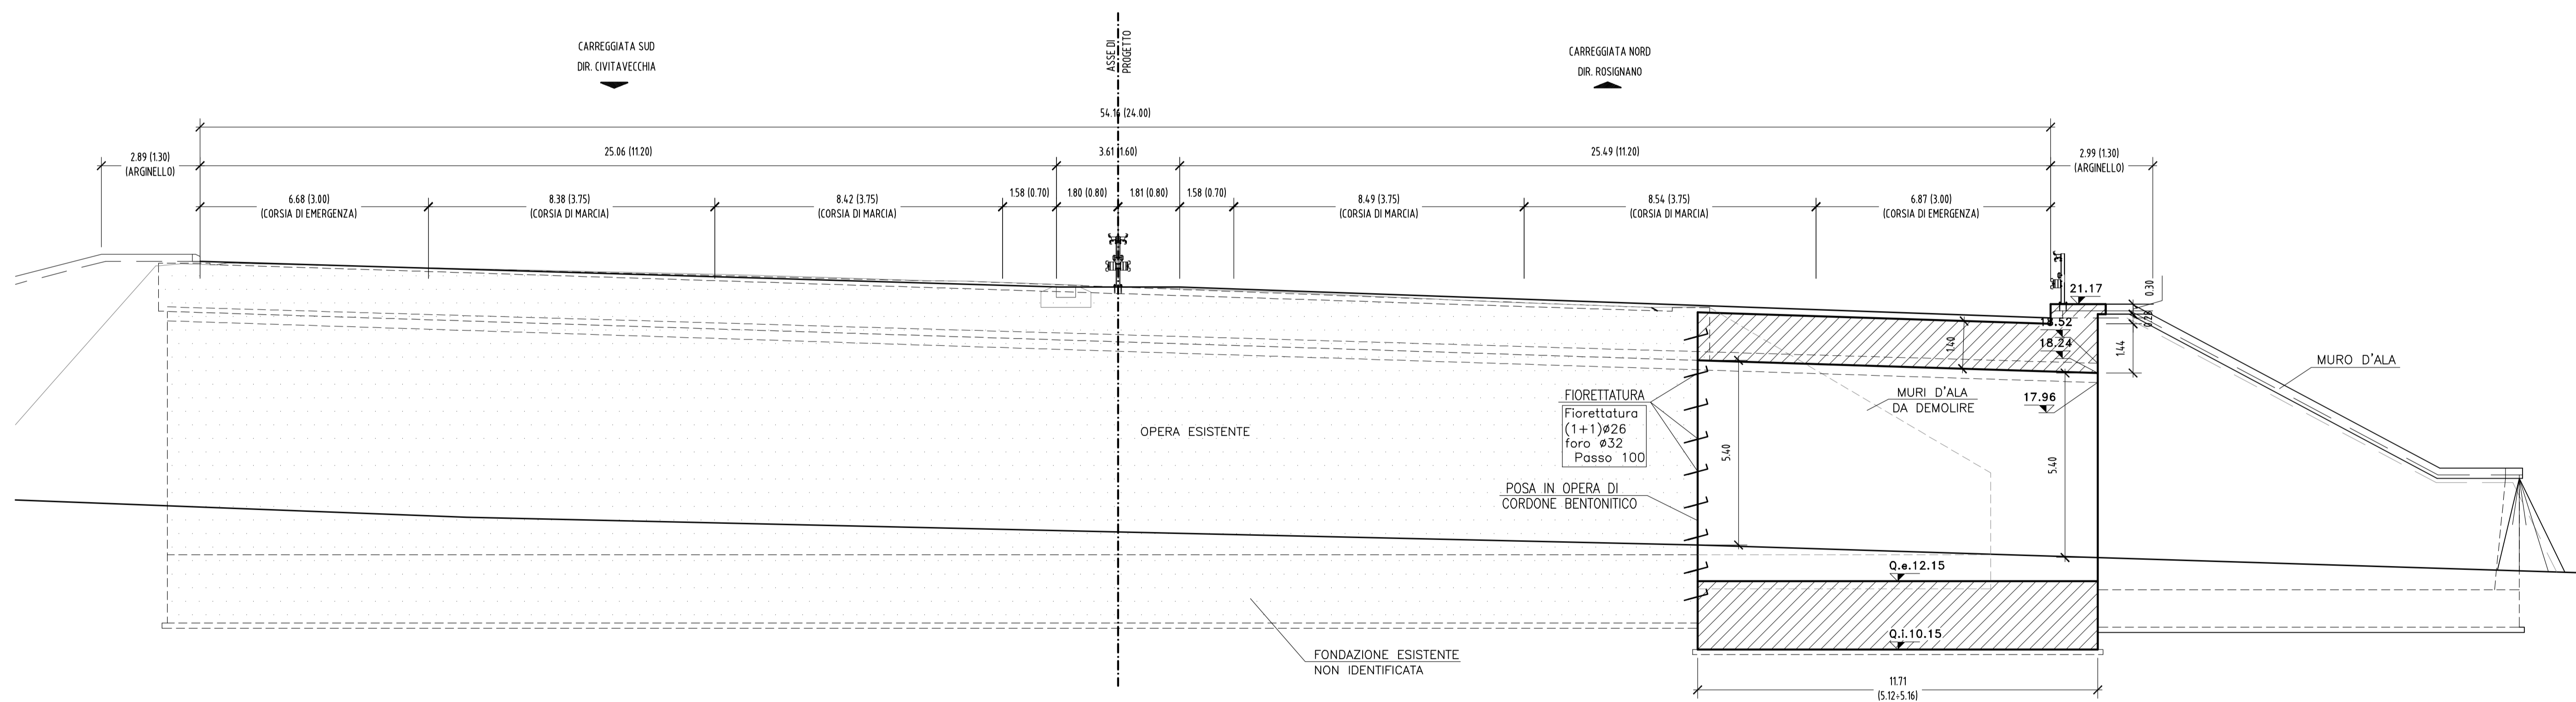 CARREGGIATA SUD
DIR. CIVITAVECCHIA
ASSE DI
PROGETTO
CARREGGIATA NORD
DIR. ROSIGNANO
54.16 (24.00)
2.89 (1.30)
(ARGINELLO)
25.06 (11.20)
3.61 (1.60)
25.49 (11.20)
2.99 (1.30)
(ARGINELLO)
6.68 (3.00)
(CORSIA DI EMERGENZA)
8.38 (3.75)
(CORSIA DI MARCIA)
8.42 (3.75)
(CORSIA DI MARCIA)
1.58 (0.70)
1.80 (0.80)
1.81 (0.80)
1.58 (0.70)
8.49 (3.75)
(CORSIA DI MARCIA)
8.54 (3.75)
(CORSIA DI MARCIA)
6.87 (3.00)
(CORSIA DI EMERGENZA)
21.17
0.30
0.28
18.52
18.24
1.40
1.44
MURO D'ALA
FIORETTATURA
Fiorettatura
(1+1)ø26
foro ø32
Passo 100
MURI D'ALA
DA DEMOLIRE
17.96
OPERA ESISTENTE
5.40
5.40
POSA IN OPERA DI
CORDONE BENTONITICO
Q.e.12.15
Q.i.10.15
FONDAZIONE ESISTENTE
NON IDENTIFICATA
11.71
(5.12÷5.16)